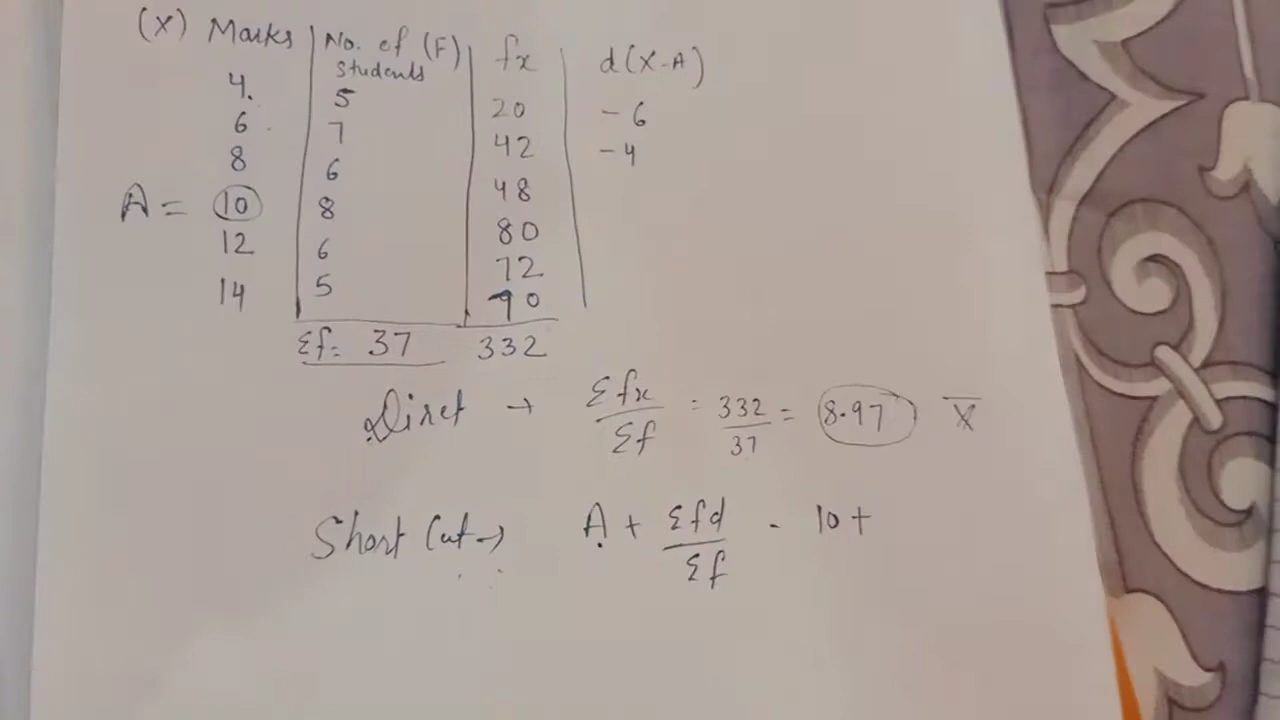 (X) Marks No. of (F) Students fx d(X-A)
4. 5 20 -6
6 7 42 -4
8 6 48
A = 10 8 80
12 6 72
14 5 90
Σf= 37 332
Diret → Σfx/Σf = 332/37 = 8.97 X̅
Short Cut → A + Σfd/Σf - 10+